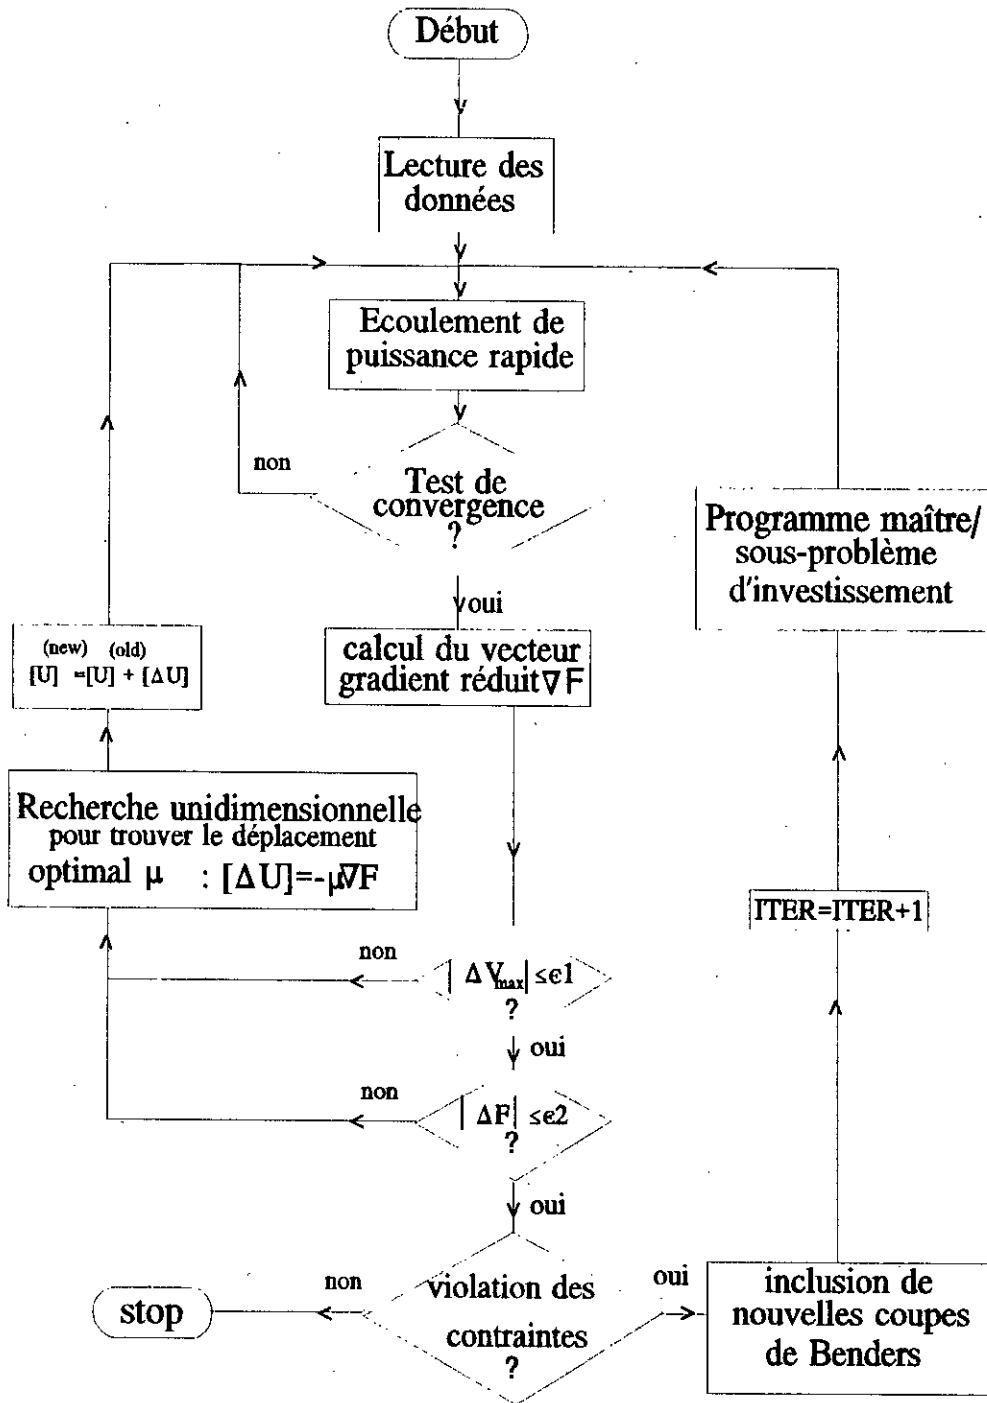 Début
Lecture des
données
Ecoulement de
puissance rapide
non
Test de
convergence
?
Programme maître/
sous-problème
d'investissement
oui
calcul du vecteur
gradient réduit ∇F
(new) (old)
[U] =[U] + [ΔU]
Recherche unidimensionnelle
pour trouver le déplacement
optimal μ : [ΔU]=-μ∇F
ITER=ITER+1
non
|ΔVmax| ≤ϵ1
?
oui
non
|ΔF| ≤ϵ2
?
oui
non
violation des
contraintes
?
oui
stop
inclusion de
nouvelles coupes
de Benders